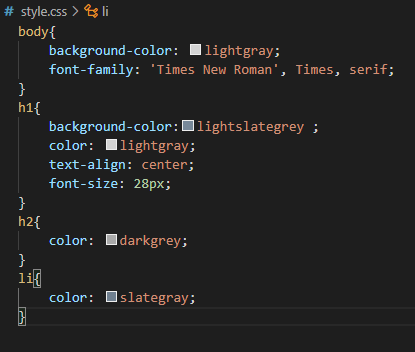 # style.css > li
body{
    background-color: lightgray;
    font-family: 'Times New Roman', Times, serif;
}
h1{
    background-color:lightslategrey ;
    color: lightgray;
    text-align: center;
    font-size: 28px;
}
h2{
    color: darkgrey;
}
li{
    color: slategray;
}